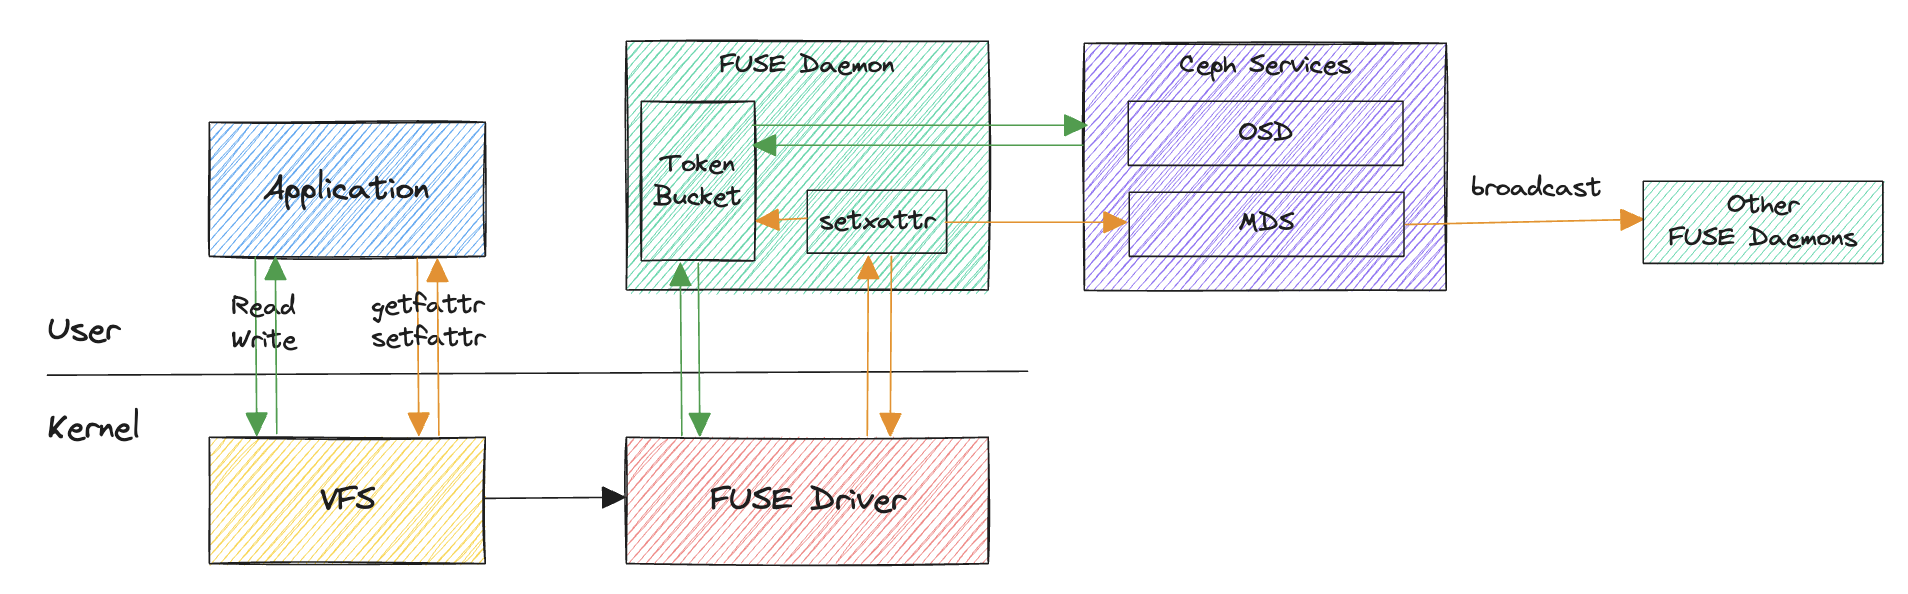 FUSE Daemon
Ceph Services
Token
Bucket
setxattr
OSD
MDS
broadcast
Other
FUSE Daemons
Application
Read
Write
getfattr
setfattr
User
Kernel
VFS
FUSE Driver